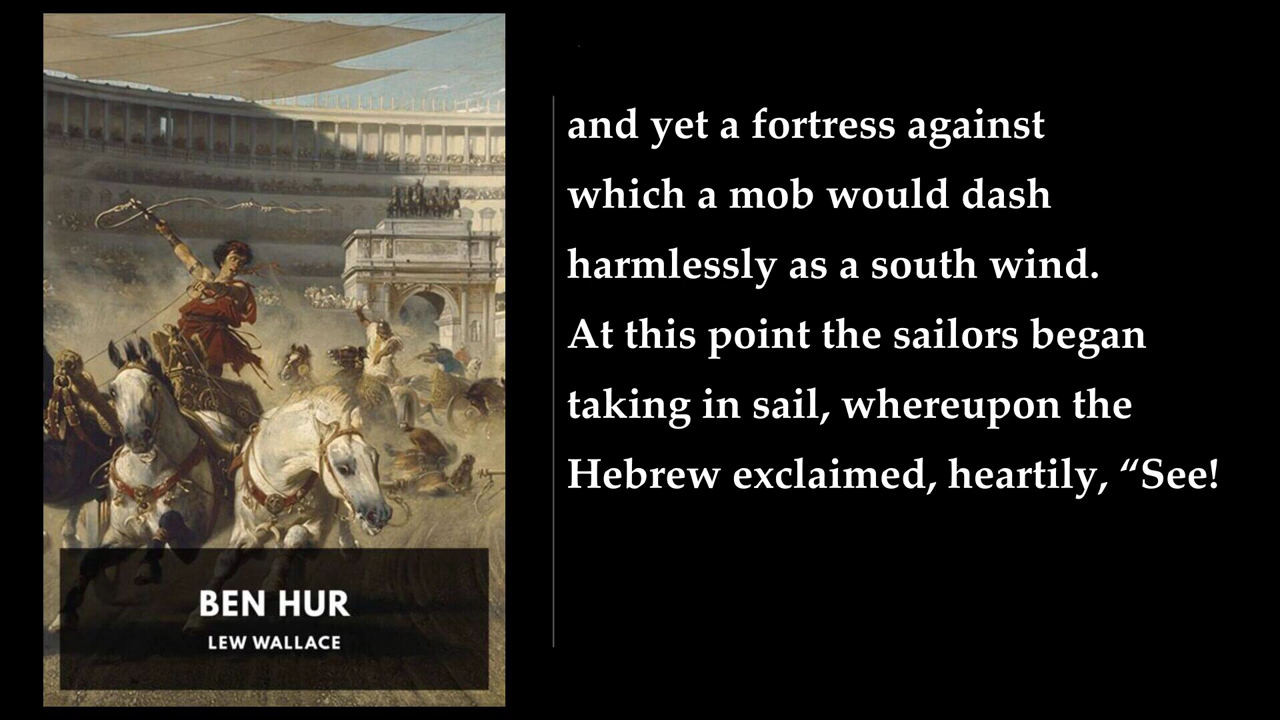 BEN HUR
LEW WALLACE
and yet a fortress against
which a mob would dash
harmlessly as a south wind.
At this point the sailors began
taking in sail, whereupon the
Hebrew exclaimed, heartily, “See!